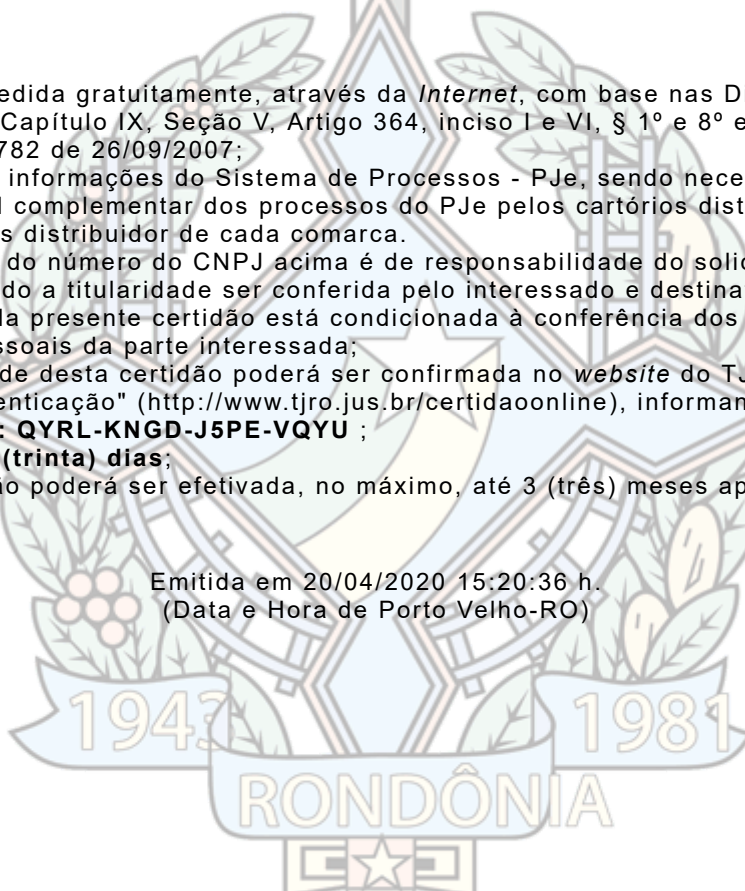 edida gratuitamente, através da Internet, com base nas D
Capítulo IX, Seção V, Artigo 364, inciso I e VI, § 1º e 8º e
782 de 26/09/2007;
informações do Sistema de Processos - PJe, sendo nece
l complementar dos processos do PJe pelos cartórios dist
s distribuidor de cada comarca.
do número do CNPJ acima é de responsabilidade do solic
do a titularidade ser conferida pelo interessado e destina
da presente certidão está condicionada à conferência dos
ssoais da parte interessada;
de desta certidão poderá ser confirmada no website do TJ
enticação" (http://www.tjro.jus.br/certidaoonline), informan
: QYRL-KNGD-J5PE-VQYU ;
(trinta) dias;
ão poderá ser efetivada, no máximo, até 3 (três) meses ap
Emitida em 20/04/2020 15:20:36 h.
(Data e Hora de Porto Velho-RO)
1943 1981
RONDÔNIA